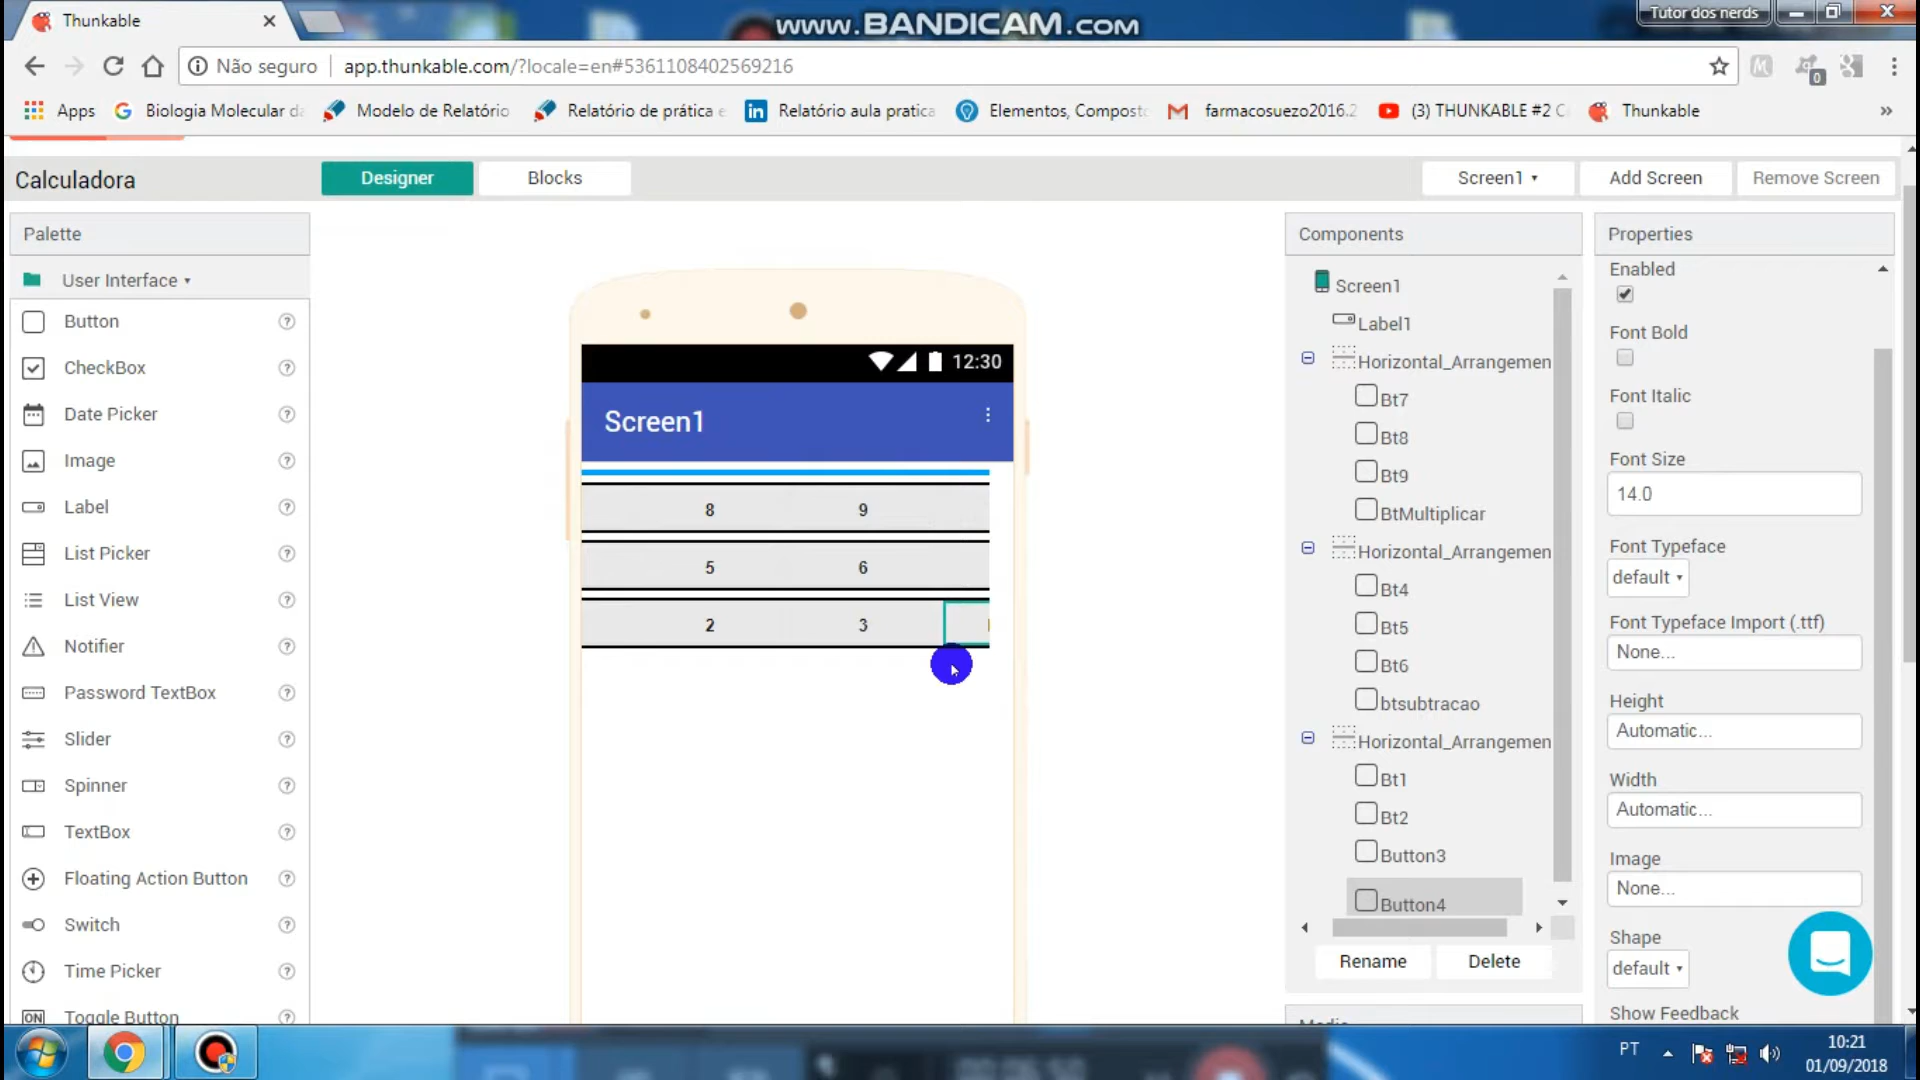 Thunkable
www.BANDICAM.com
Tutor dos nerds
Não seguro
app.thunkable.com/?locale=en#5361108402569216
0
Apps
Biologia Molecular da
Modelo de Relatório
Relatório de prática e
Relatório aula pratica
Elementos, Composto
farmacosuezo2016.2
(3) THUNKABLE #2 C
Thunkable
»
Calculadora
Designer
Blocks
Screen1
Add Screen
Remove Screen
Palette
User Interface
Button
CheckBox
Date Picker
Image
Label
List Picker
List View
Notifier
Password TextBox
Slider
Spinner
TextBox
Floating Action Button
Switch
Time Picker
ON
Toggle Button
12:30
Screen1
8 9
5 6
2 3
Components
Screen1
Label1
Horizontal_Arrangemen
Bt7
Bt8
Bt9
BtMultiplicar
Horizontal_Arrangemen
Bt4
Bt5
Bt6
btsubtracao
Horizontal_Arrangemen
Bt1
Bt2
Button3
Button4
Rename
Delete
Media
Properties
Enabled
Font Bold
Font Italic
Font Size
14.0
Font Typeface
default
Font Typeface Import (.ttf)
None...
Height
Automatic...
Width
Automatic...
Image
None...
Shape
default
Show Feedback
PT
10:21
01/09/2018